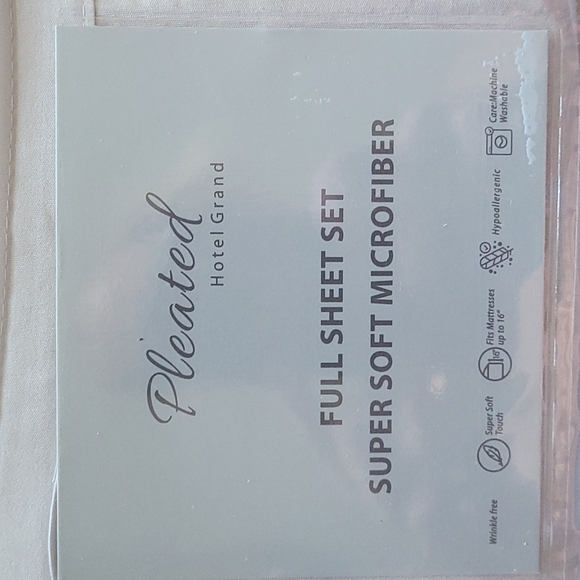 Pleated
Hotel Grand
FULL SHEET SET
SUPER SOFT MICROFIBER
Wrinkle free
Super Soft
Touch
16"
Fits Mattresses
up to 16"
Hypoallergenic
Care:Machine
Washable